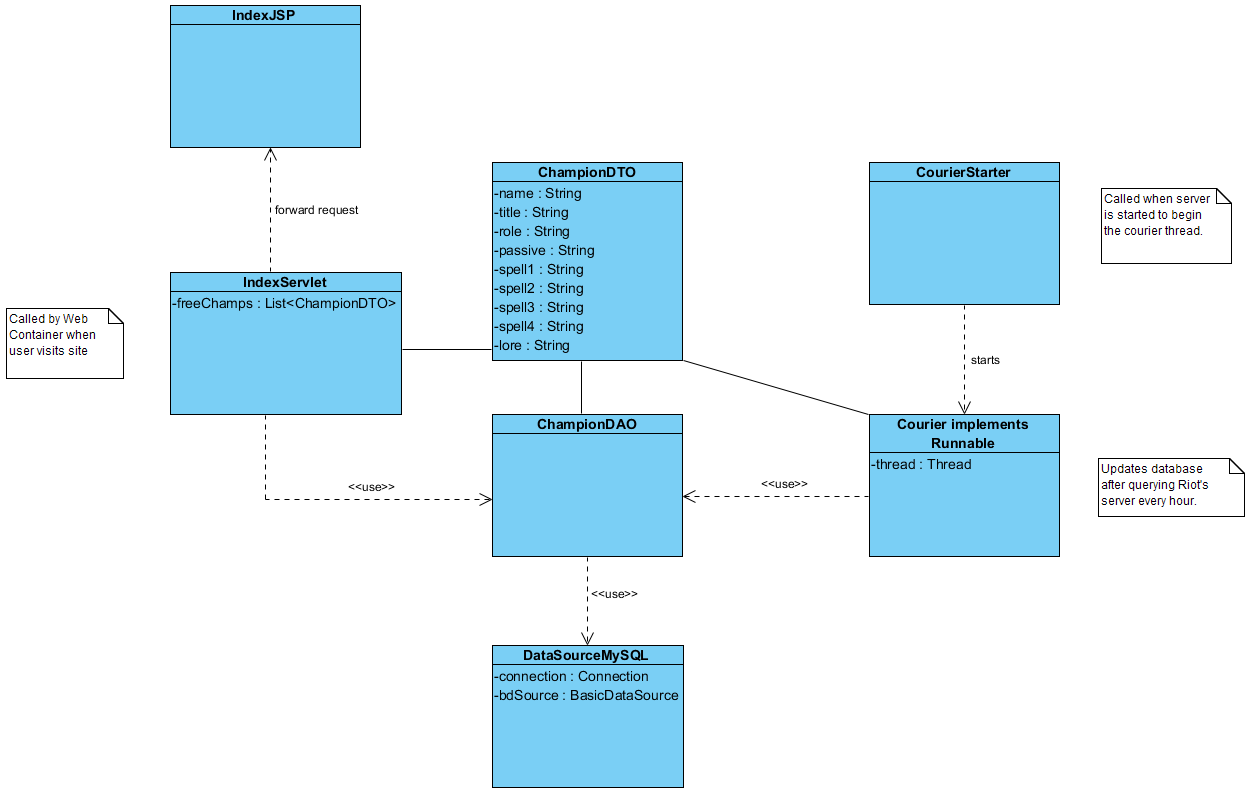 IndexJSP
forward request
IndexServlet
-freeChamps : List<ChampionDTO>
Called by Web
Container when
user visits site
ChampionDTO
-name : String
-title : String
-role : String
-passive : String
-spell1 : String
-spell2 : String
-spell3 : String
-spell4 : String
-lore : String
CourierStarter
Called when server
is started to begin
the courier thread.
starts
ChampionDAO
Courier implements
Runnable
-thread : Thread
Updates database
after querying Riot's
server every hour.
<<use>>
<<use>>
<<use>>
DataSourceMySQL
-connection : Connection
-bdSource : BasicDataSource